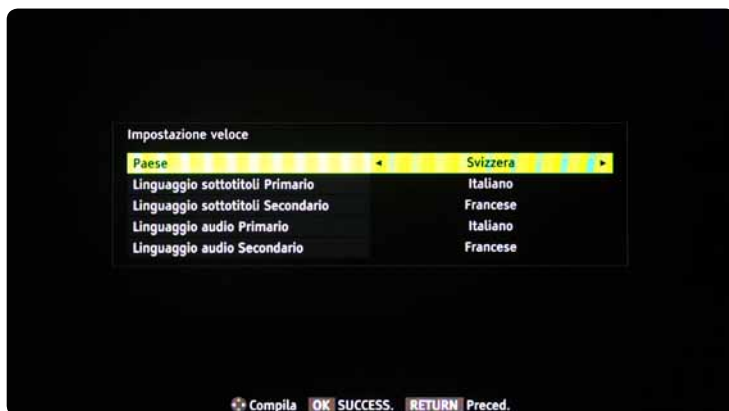 Impostazione veloce
Paese ◄ Svizzera ►
Linguaggio sottotitoli Primario Italiano
Linguaggio sottotitoli Secondario Francese
Linguaggio audio Primario Italiano
Linguaggio audio Secondario Francese
Compila OK SUCCESS. RETURN Preced.